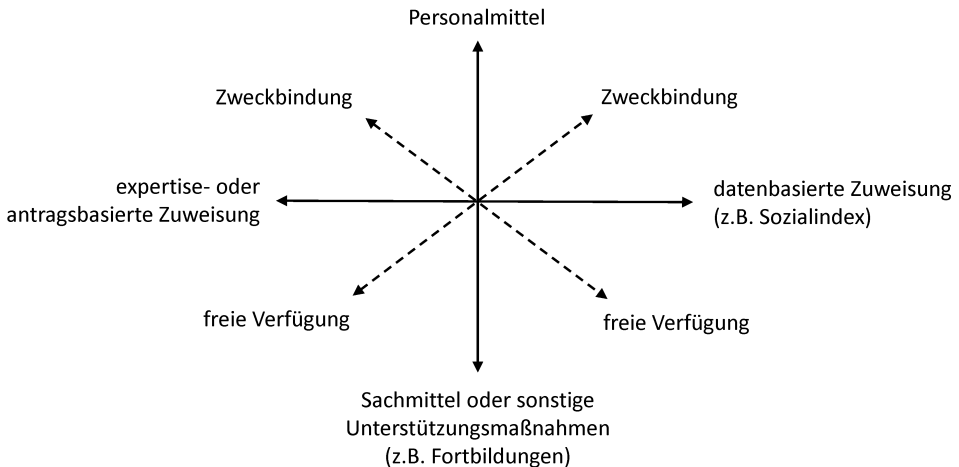 Personalmittel
Zweckbindung
Zweckbindung
expertise- oder
antragsbasierte Zuweisung
datenbasierte Zuweisung
(z.B. Sozialindex)
freie Verfügung
freie Verfügung
Sachmittel oder sonstige
Unterstützungsmaßnahmen
(z.B. Fortbildungen)